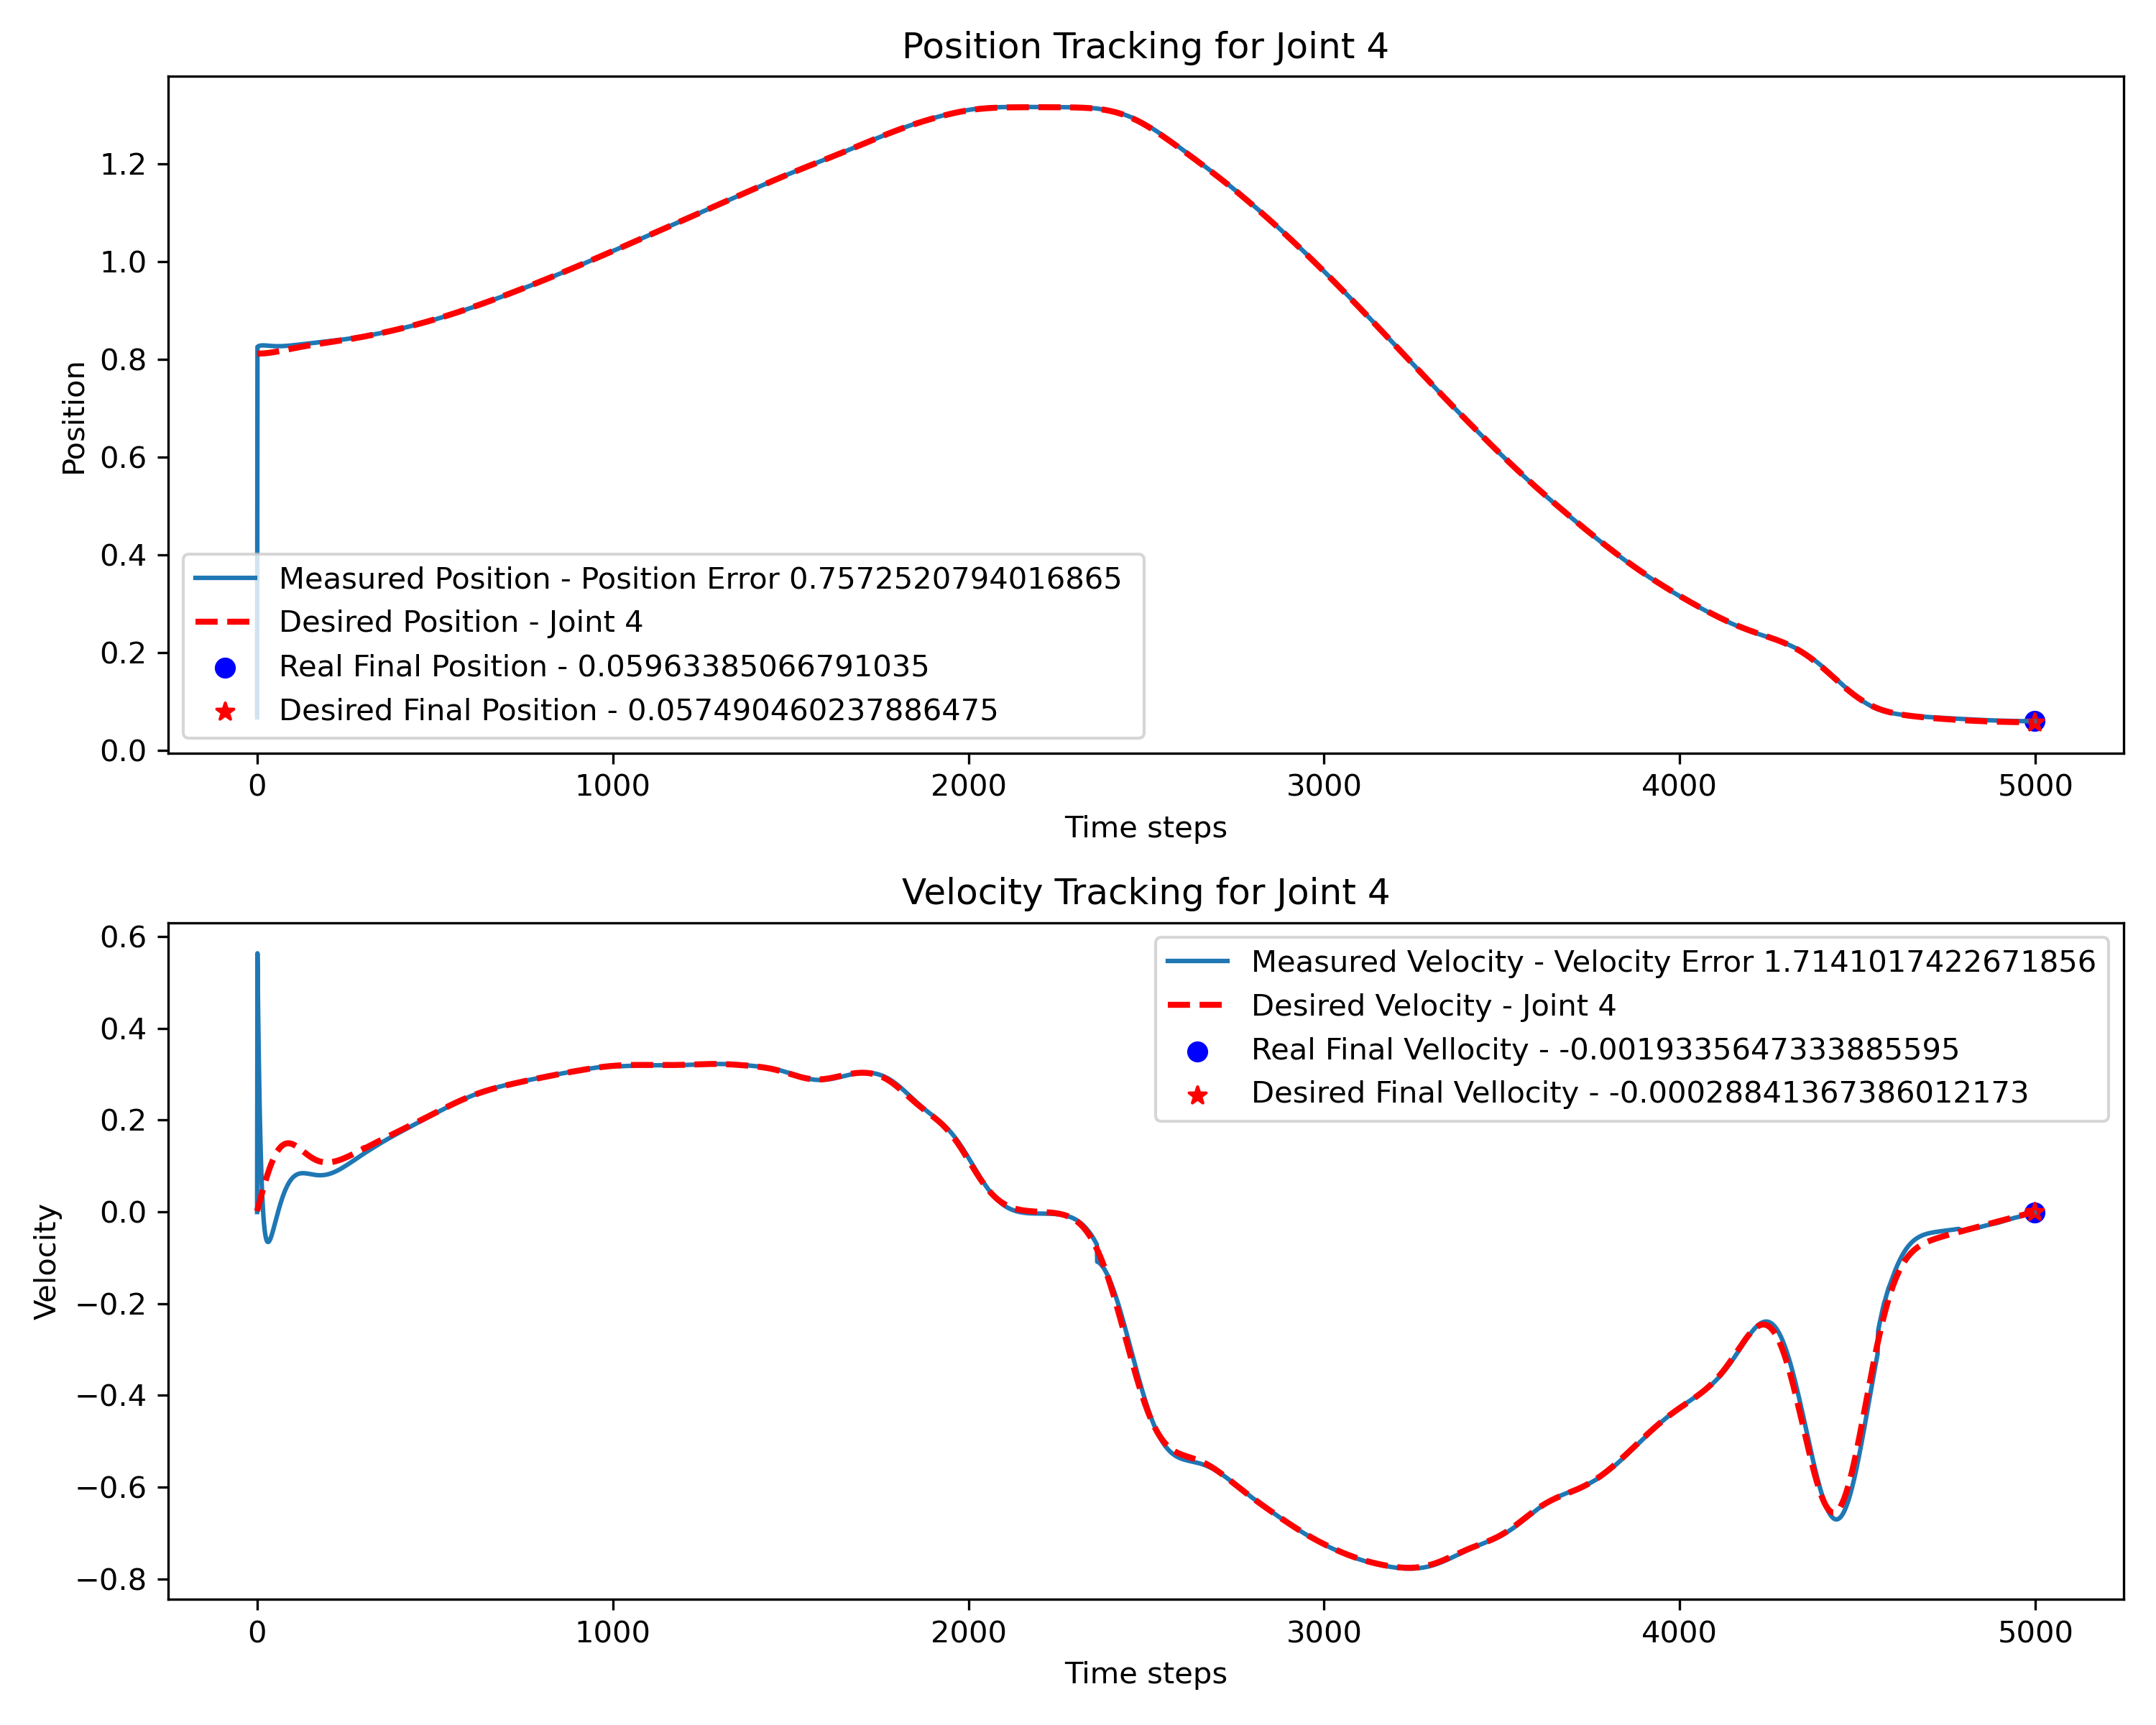 Position Tracking for Joint 4
Position
1.2
1.0
0.8
0.6
0.4
0.2
0.0
Measured Position - Position Error 0.7572520794016865
Desired Position - Joint 4
Real Final Position - 0.05963385066791035
Desired Final Position - 0.057490460237886475
0 1000 2000 3000 4000 5000
Time steps
Velocity Tracking for Joint 4
Velocity
0.6
0.4
0.2
0.0
−0.2
−0.4
−0.6
−0.8
Measured Velocity - Velocity Error 1.7141017422671856
Desired Velocity - Joint 4
Real Final Vellocity - -0.0019335647333885595
Desired Final Vellocity - -0.00028841367386012173
0 1000 2000 3000 4000 5000
Time steps